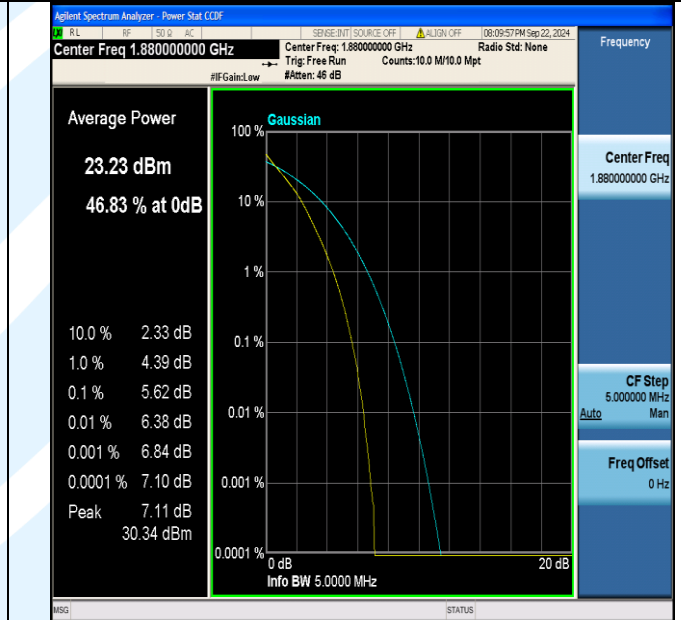 Agilent Spectrum Analyzer - Power Stat CCDF
RL RF 50 Ω AC SENSE:INT SOURCE OFF ALIGN OFF 08:09:57 PM Sep 22, 2024
Center Freq 1.880000000 GHz
Center Freq: 1.880000000 GHz Radio Std: None
Trig: Free Run Counts:10.0 M/10.0 Mpt
#IFGain:Low #Atten: 46 dB
Frequency
Average Power
23.23 dBm
46.83 % at 0dB
10.0 % 2.33 dB
1.0 % 4.39 dB
0.1 % 5.62 dB
0.01 % 6.38 dB
0.001 % 6.84 dB
0.0001 % 7.10 dB
Peak 7.11 dB
30.34 dBm
Gaussian
100 %
10 %
1 %
0.1 %
0.01 %
0.001 %
0.0001 %
0 dB 20 dB
Info BW 5.0000 MHz
Center Freq
1.880000000 GHz
CF Step
5.000000 MHz
Auto Man
Freq Offset
0 Hz
MSG STATUS